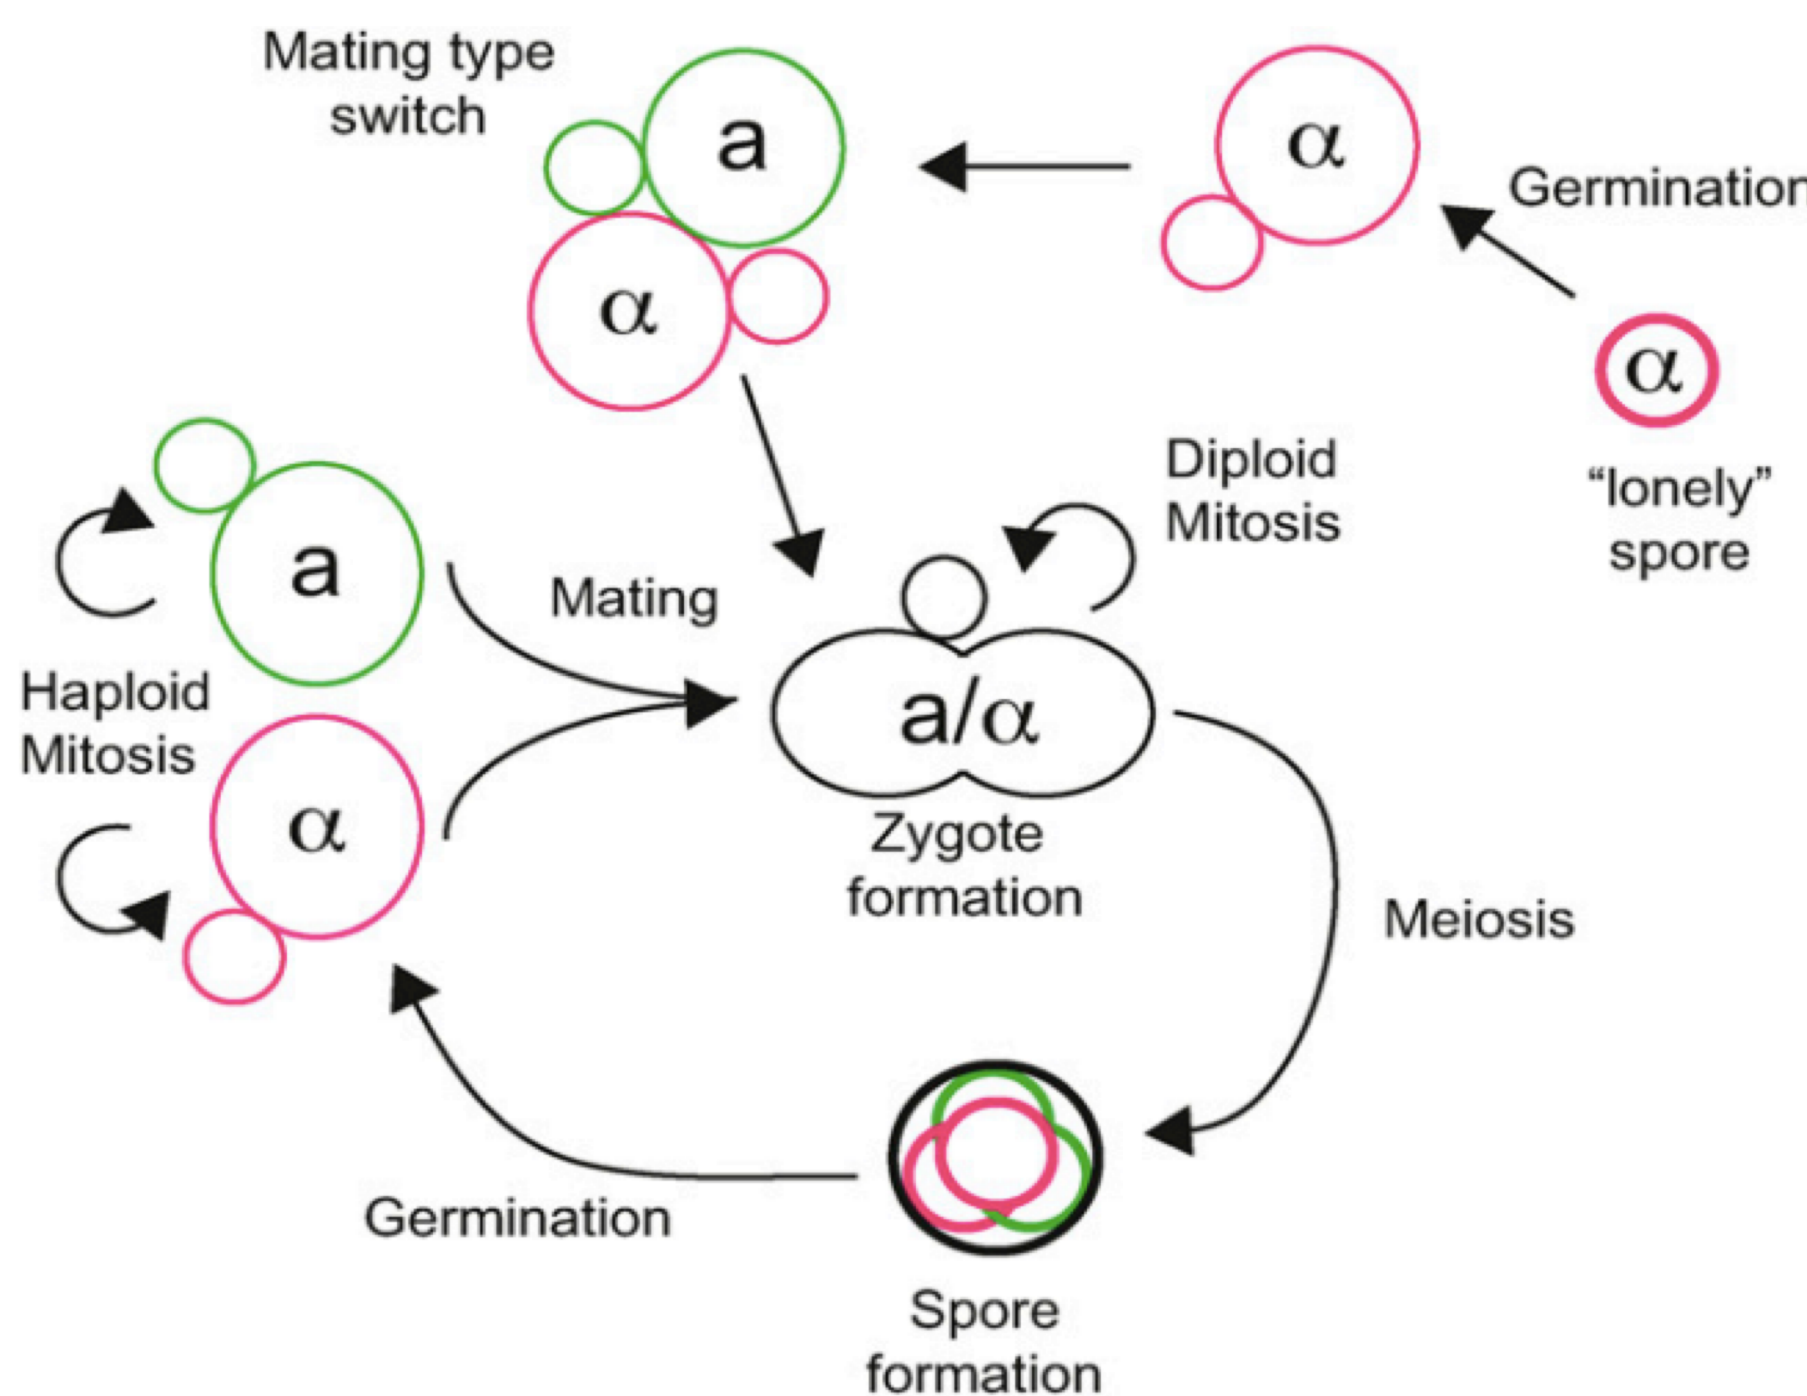 Mating type
switch
a
α
α
Germination
α
"lonely"
spore
Diploid
Mitosis
a
Mating
Haploid
Mitosis
α
a/α
Zygote
formation
Meiosis
Germination
Spore
formation